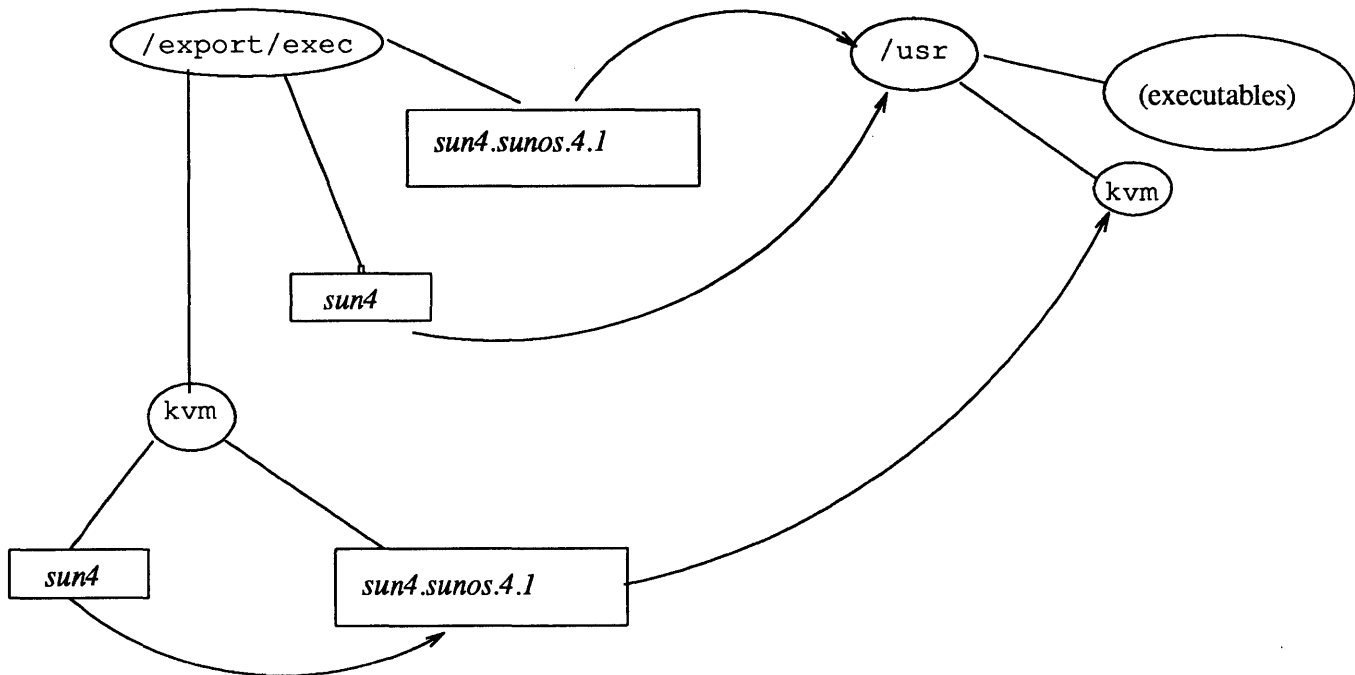 /export/exec
/usr
(executables)
sun4.sunos.4.1
kvm
sun4
kvm
sun4
sun4.sunos.4.1